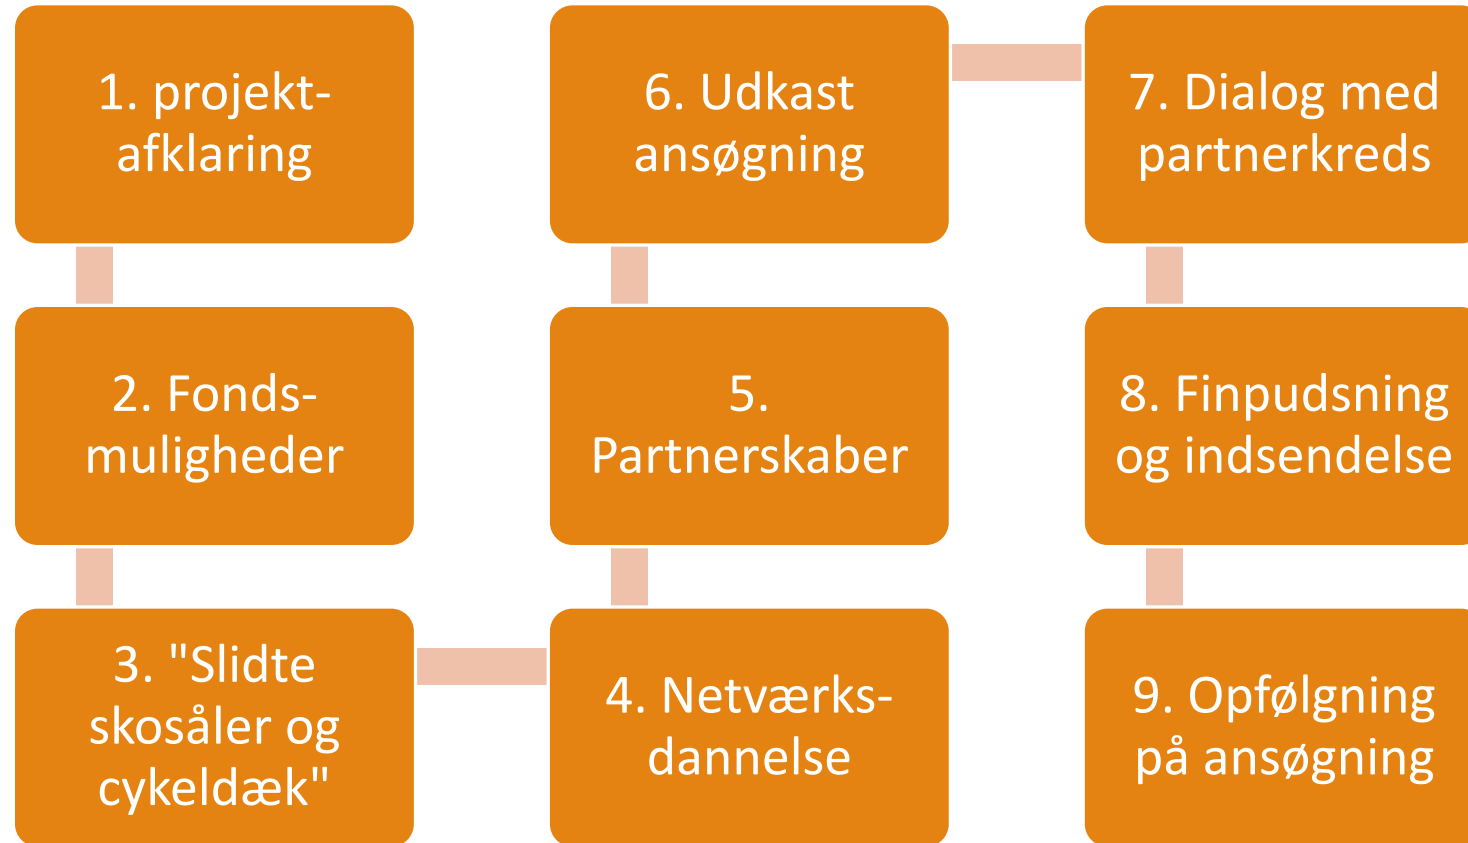 1. projekt-
afklaring
2. Fonds-
muligheder
3. "Slidte
skosåler og
cykeldæk"
4. Netværks-
dannelse
5.
Partnerskaber
6. Udkast
ansøgning
7. Dialog med
partnerkreds
8. Finpudsning
og indsendelse
9. Opfølgning
på ansøgning